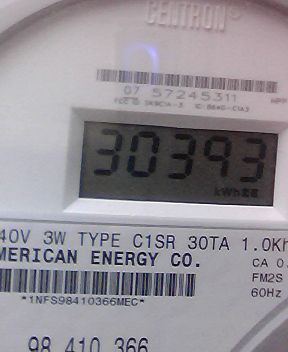 CENTRON®
07 57245311
30393
kWh
40V 3W TYPE C1SR 30TA 1.0Kh
MERICAN ENERGY CO.
CA 0.
FM2S
60Hz
*1NFS98410366MEC*
98 410 366